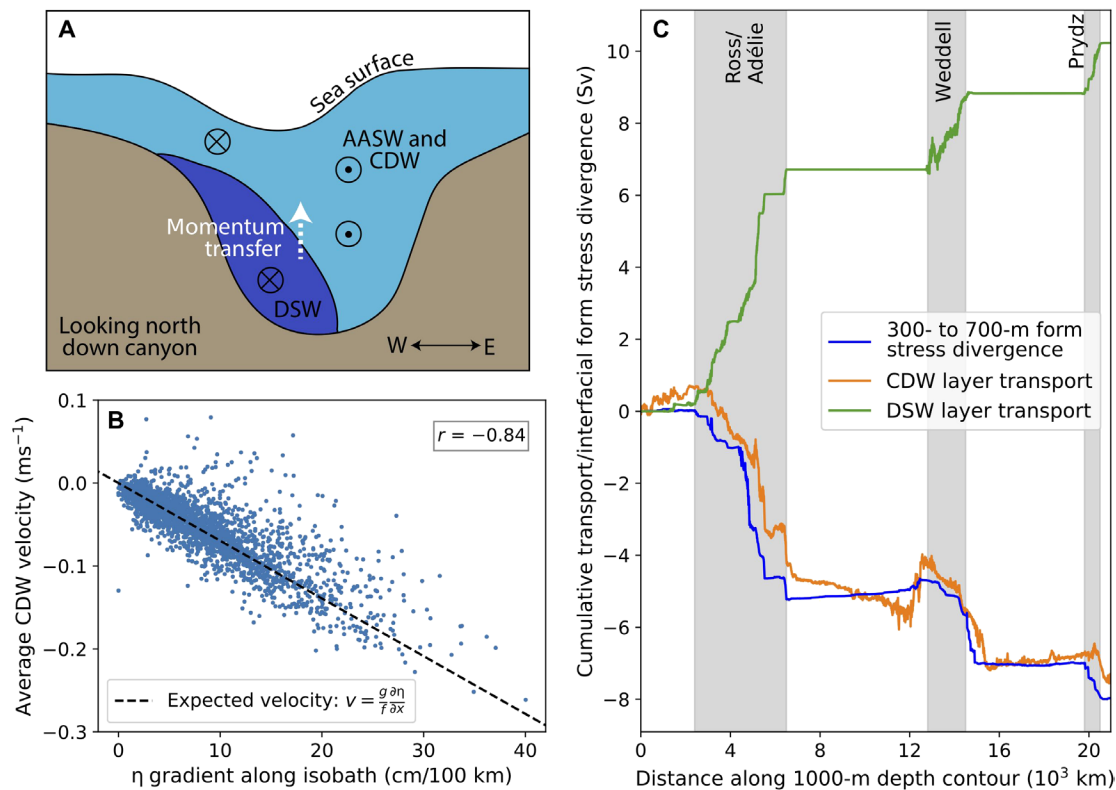 A
Sea surface
AASW and
CDW
Momentum
transfer
DSW
Looking north
down canyon
W
E
B
r = −0.84
0.1
0.0
−0.1
−0.2
−0.3
Average CDW velocity (ms⁻¹)
Expected velocity: v = g/f ∂η/∂x
0
10
20
30
40
η gradient along isobath (cm/100 km)
C
Ross/
Adélie
Weddell
Prydz
10
8
6
4
2
0
−2
−4
−6
−8
Cumulative transport/interfacial form stress divergence (Sv)
300- to 700-m form
stress divergence
CDW layer transport
DSW layer transport
0
4
8
12
16
20
Distance along 1000-m depth contour (10³ km)